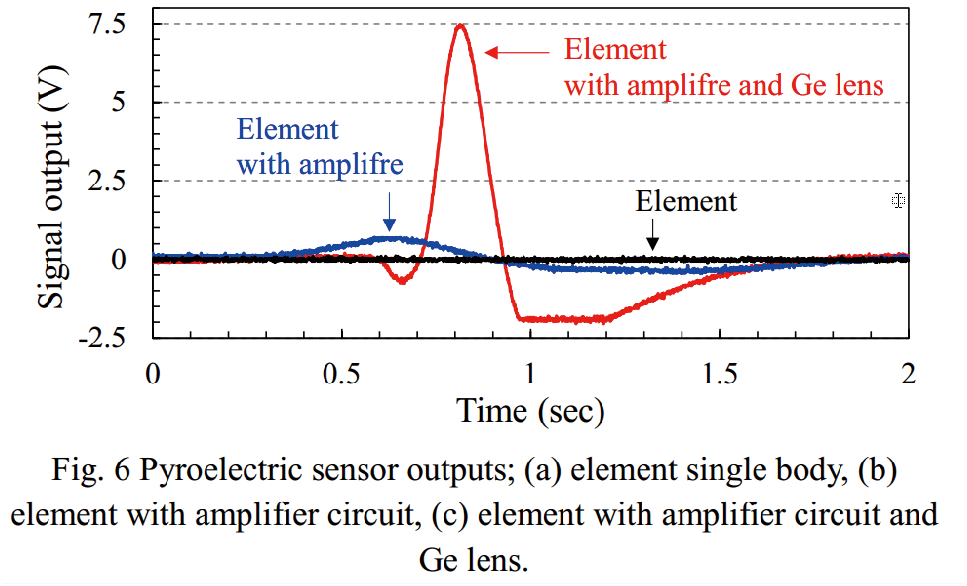 7.5
Element
with amplifre and Ge lens
5
Element
with amplifre
2.5
Element
0
-2.5
Signal output (V)
0 0.5 1 1.5 2
Time (sec)
Fig. 6 Pyroelectric sensor outputs; (a) element single body, (b)
element with amplifier circuit, (c) element with amplifier circuit and
Ge lens.